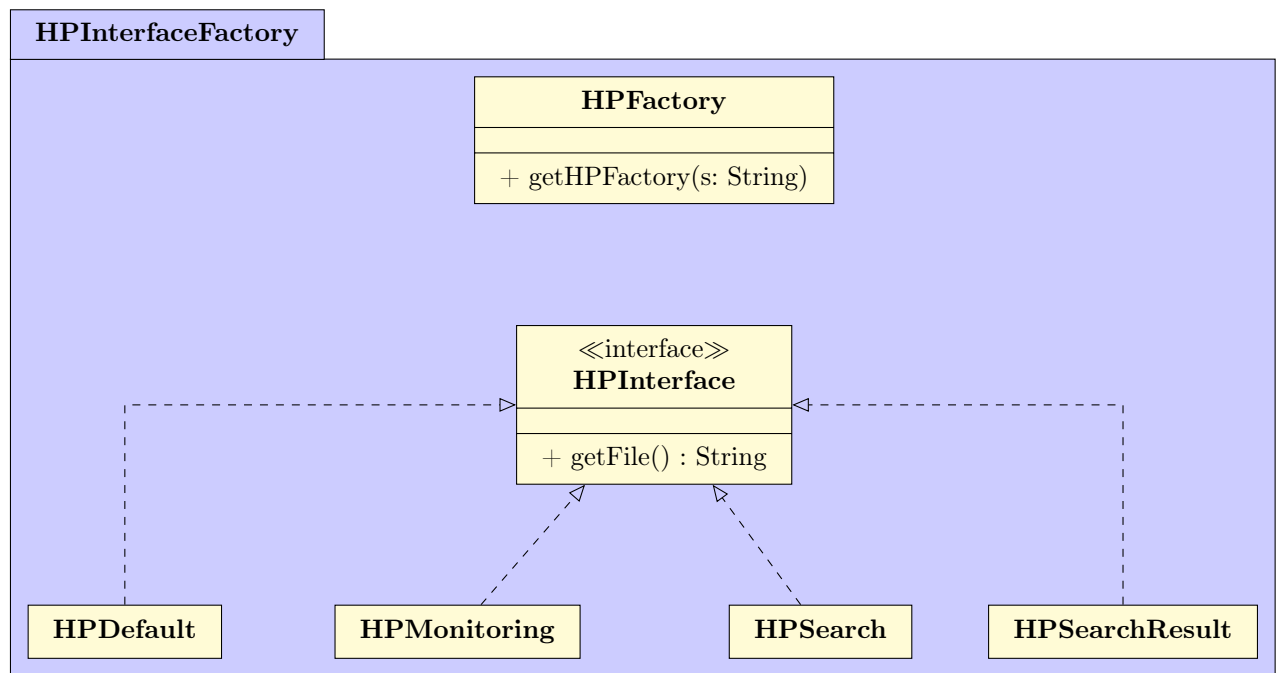 HPInterfaceFactory
HPFactory
+ getHPFactory(s: String)
≪interface≫
HPInterface
+ getFile() : String
HPDefault
HPMonitoring
HPSearch
HPSearchResult